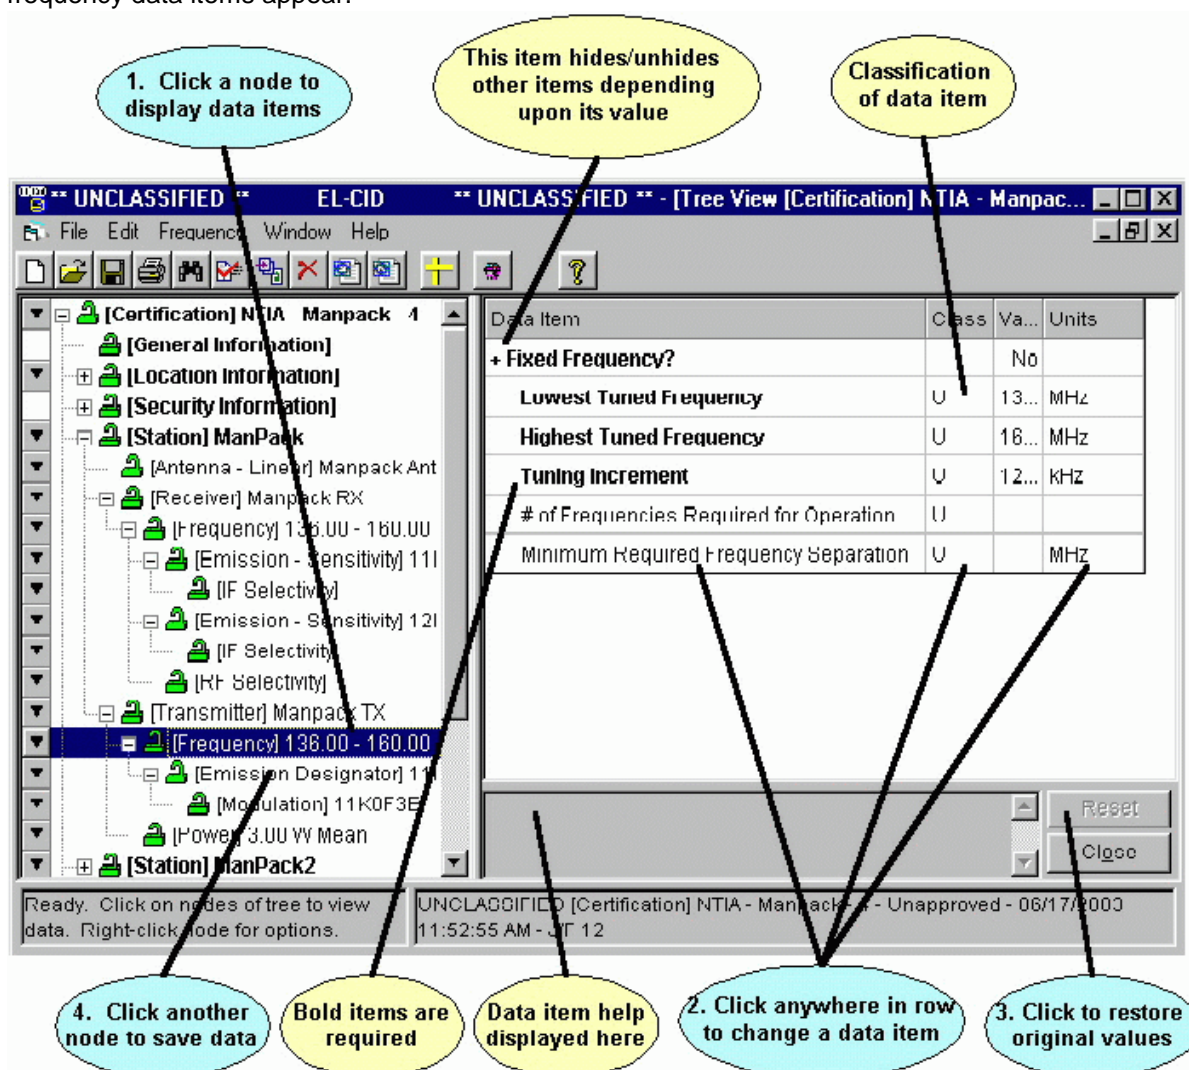 frequency data items appear.
1. Click a node to
display data items
This item hides/unhides
other items depending
upon its value
Classification
of data item
** UNCLASSIFIED ** EL-CID ** UNCLASSIFIED ** - [Tree View [Certification] NTIA - Manpac...
File Edit Frequency Window Help
[Certification] NTIA Manpack 4
[General Information]
[Location Information]
[Security Information]
[Station] ManPack
[Antenna - Linear] Manpack Ant
[Receiver] Manpack RX
[Frequency] 136.00 - 160.00
[Emission - Sensitivity] 11I
[IF Selectivity]
[Emission - Sensitivity] 12I
[IF Selectivity]
[RF Selectivity]
[Transmitter] Manpack TX
[Frequency] 136.00 - 160.00
[Emission Designator] 11I
[Modulation] 11K0F3E
[Power] 3.00 W Mean
[Station] ManPack2
Data Item Class Va... Units
+ Fixed Frequency? No
Lowest Tuned Frequency U 13... MHz
Highest Tuned Frequency U 16... MHz
Tuning Increment U 12... kHz
# of Frequencies Required for Operation U
Minimum Required Frequency Separation U MHz
Reset
Close
Ready. Click on nodes of tree to view
data. Right-click node for options.
UNCLASSIFIED [Certification] NTIA - Manpack - Unapproved - 06/17/2003
11:52:55 AM - J/F 12
4. Click another
node to save data
Bold items are
required
Data item help
displayed here
2. Click anywhere in row
to change a data item
3. Click to restore
original values